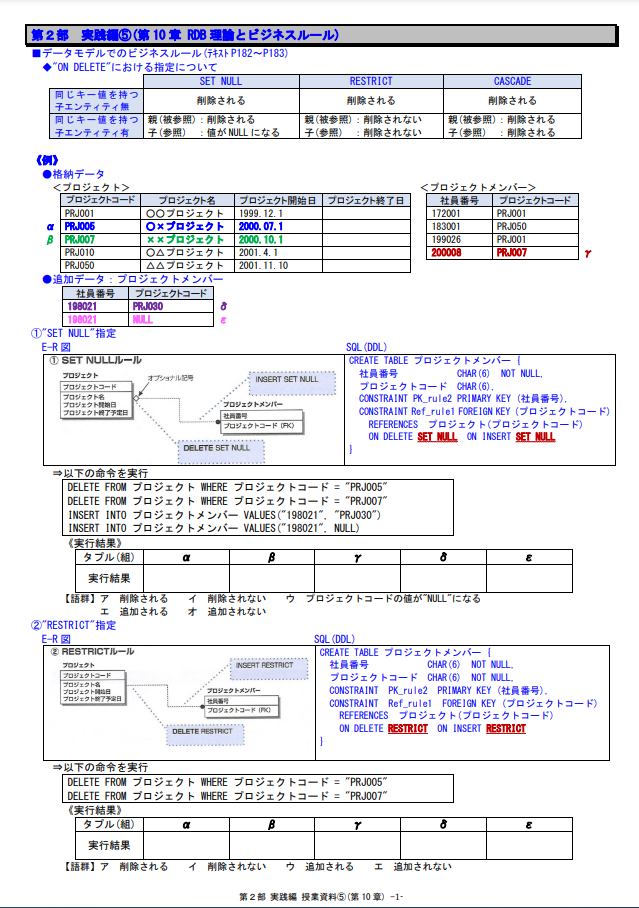 第２部　実践編⑤(第10章 RDB理論とビジネスルール)
■データモデルでのビジネスルール(ﾃｷｽﾄP182～P183)
◆"ON DELETE"における指定について
SET NULL　RESTRICT　CASCADE
同じキー値を持つ子エンティティ無　削除される　削除される　削除される
同じキー値を持つ　親(被参照)：削除される　親(被参照)：削除されない　親(被参照)：削除される
子エンティティ有　子(参照)　：値がNULLになる　子(参照)　：削除されない　子(参照)　：削除される
《例》
●格納データ
＜プロジェクト＞　＜プロジェクトメンバー＞
プロジェクトコード　プロジェクト名　プロジェクト開始日　プロジェクト終了日　社員番号　プロジェクトコード
PRJ001　〇〇プロジェクト　1999.12.1　172001　PRJ001
α　PRJ005　〇×プロジェクト　2000.07.1　183001　PRJ050
β　PRJ007　××プロジェクト　2000.10.1　199026　PRJ001
PRJ010　〇△プロジェクト　2001.4.1　200008　PRJ007　γ
PRJ050　△△プロジェクト　2001.11.10
●追加データ：プロジェクトメンバー
社員番号　プロジェクトコード
198021　PRJ030　δ
198021　NULL　ε
①"SET NULL"指定
E-R図　SQL(DDL)
① SET NULLルール
プロジェクト
オプショナル記号
プロジェクトコード
プロジェクト名
プロジェクト開始日
プロジェクト終了予定日
INSERT SET NULL
プロジェクトメンバー
社員番号
プロジェクトコード (FK)
DELETE SET NULL
CREATE TABLE プロジェクトメンバー {
社員番号　CHAR(6) NOT NULL,
プロジェクトコード　CHAR(6),
CONSTRAINT PK_rule2 PRIMARY KEY (社員番号),
CONSTRAINT Ref_rule1 FOREIGN KEY (プロジェクトコード)
REFERENCES　プロジェクト(プロジェクトコード)
ON DELETE SET NULL　ON INSERT SET NULL
}
⇒以下の命令を実行
DELETE FROM プロジェクト WHERE プロジェクトコード = "PRJ005"
DELETE FROM プロジェクト WHERE プロジェクトコード = "PRJ007"
INSERT INTO プロジェクトメンバー VALUES("198021", "PRJ030")
INSERT INTO プロジェクトメンバー VALUES("198021", NULL)
《実行結果》
タブル(組)　α　β　γ　δ　ε
実行結果
【語群】ア　削除される　イ　削除されない　ウ　プロジェクトコードの値が"NULL"になる
エ　追加される　オ　追加されない
②"RESTRICT"指定
E-R図　SQL(DDL)
② RESTRICTルール
プロジェクト
プロジェクトコード
プロジェクト名
プロジェクト開始日
プロジェクト終了予定日
INSERT RESTRICT
プロジェクトメンバー
社員番号
プロジェクトコード (FK)
DELETE RESTRICT
CREATE TABLE プロジェクトメンバー {
社員番号　CHAR(6) NOT NULL,
プロジェクトコード　CHAR(6) NOT NULL,
CONSTRAINT　PK_rule2　PRIMARY KEY (社員番号),
CONSTRAINT　Ref_rule1　FOREIGN KEY (プロジェクトコード)
REFERENCES　プロジェクト(プロジェクトコード)
ON DELETE RESTRICT　ON INSERT RESTRICT
}
⇒以下の命令を実行
DELETE FROM プロジェクト WHERE プロジェクトコード = "PRJ005"
DELETE FROM プロジェクト WHERE プロジェクトコード = "PRJ007"
《実行結果》
タブル(組)　α　β　γ　δ　ε
実行結果
【語群】ア　削除される　イ　削除されない　ウ　追加される　エ　追加されない
第２部 実践編 授業資料⑤(第10章) -1-